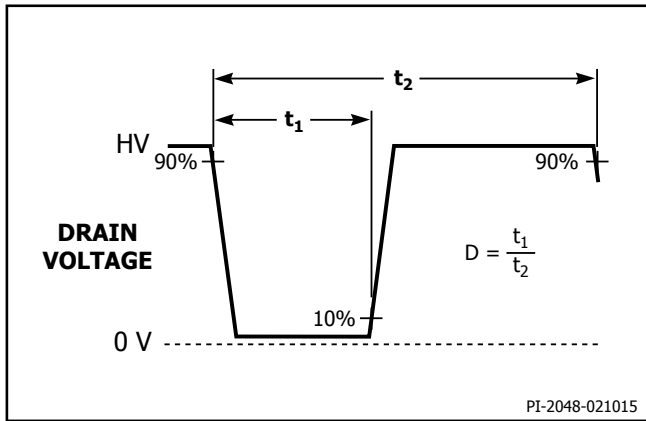 t₂
t₁
HV
90%
90%
DRAIN
VOLTAGE
D = t₁/t₂
10%
0 V
PI-2048-021015